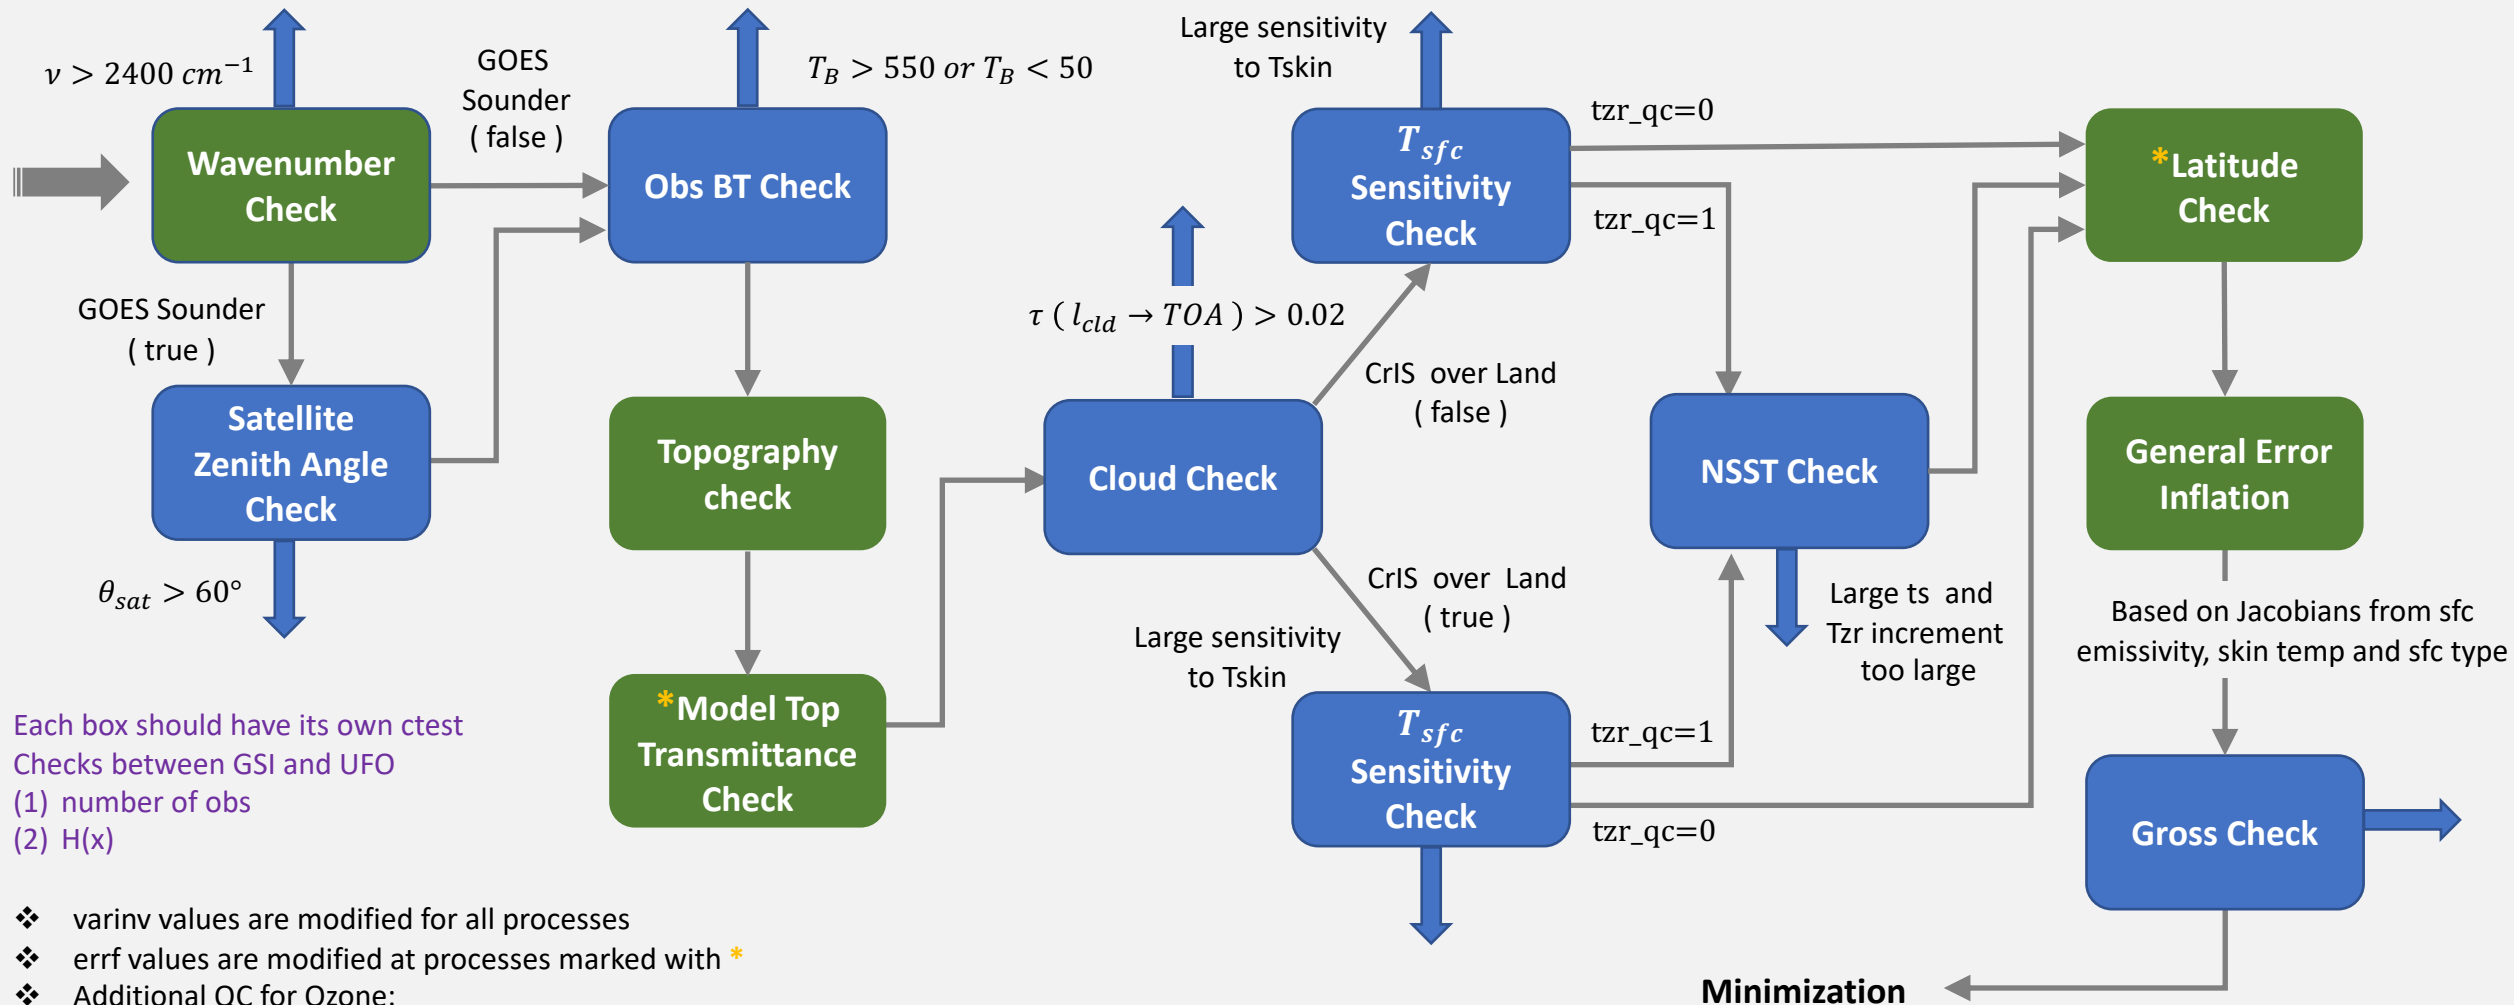 ν > 2400 cm⁻¹
GOES
Sounder
( false )
T_B > 550 or T_B < 50
Large sensitivity
to Tskin
Wavenumber
Check
Obs BT Check
T_sfc
Sensitivity
Check
tzr_qc=0
tzr_qc=1
*Latitude
Check
GOES Sounder
( true )
τ ( l_cld → TOA ) > 0.02
CrIS over Land
( false )
Satellite
Zenith Angle
Check
Topography
check
Cloud Check
NSST Check
General Error
Inflation
θ_sat > 60°
CrIS over Land
( true )
Large sensitivity
to Tskin
Large ts and
Tzr increment
too large
Based on Jacobians from sfc
emissivity, skin temp and sfc type
*Model Top
Transmittance
Check
T_sfc
Sensitivity
Check
tzr_qc=1
tzr_qc=0
Gross Check
Each box should have its own ctest
Checks between GSI and UFO
(1) number of obs
(2) H(x)
❖ varinv values are modified for all processes
❖ errf values are modified at processes marked with *
❖ Additional QC for Ozone:
Minimization